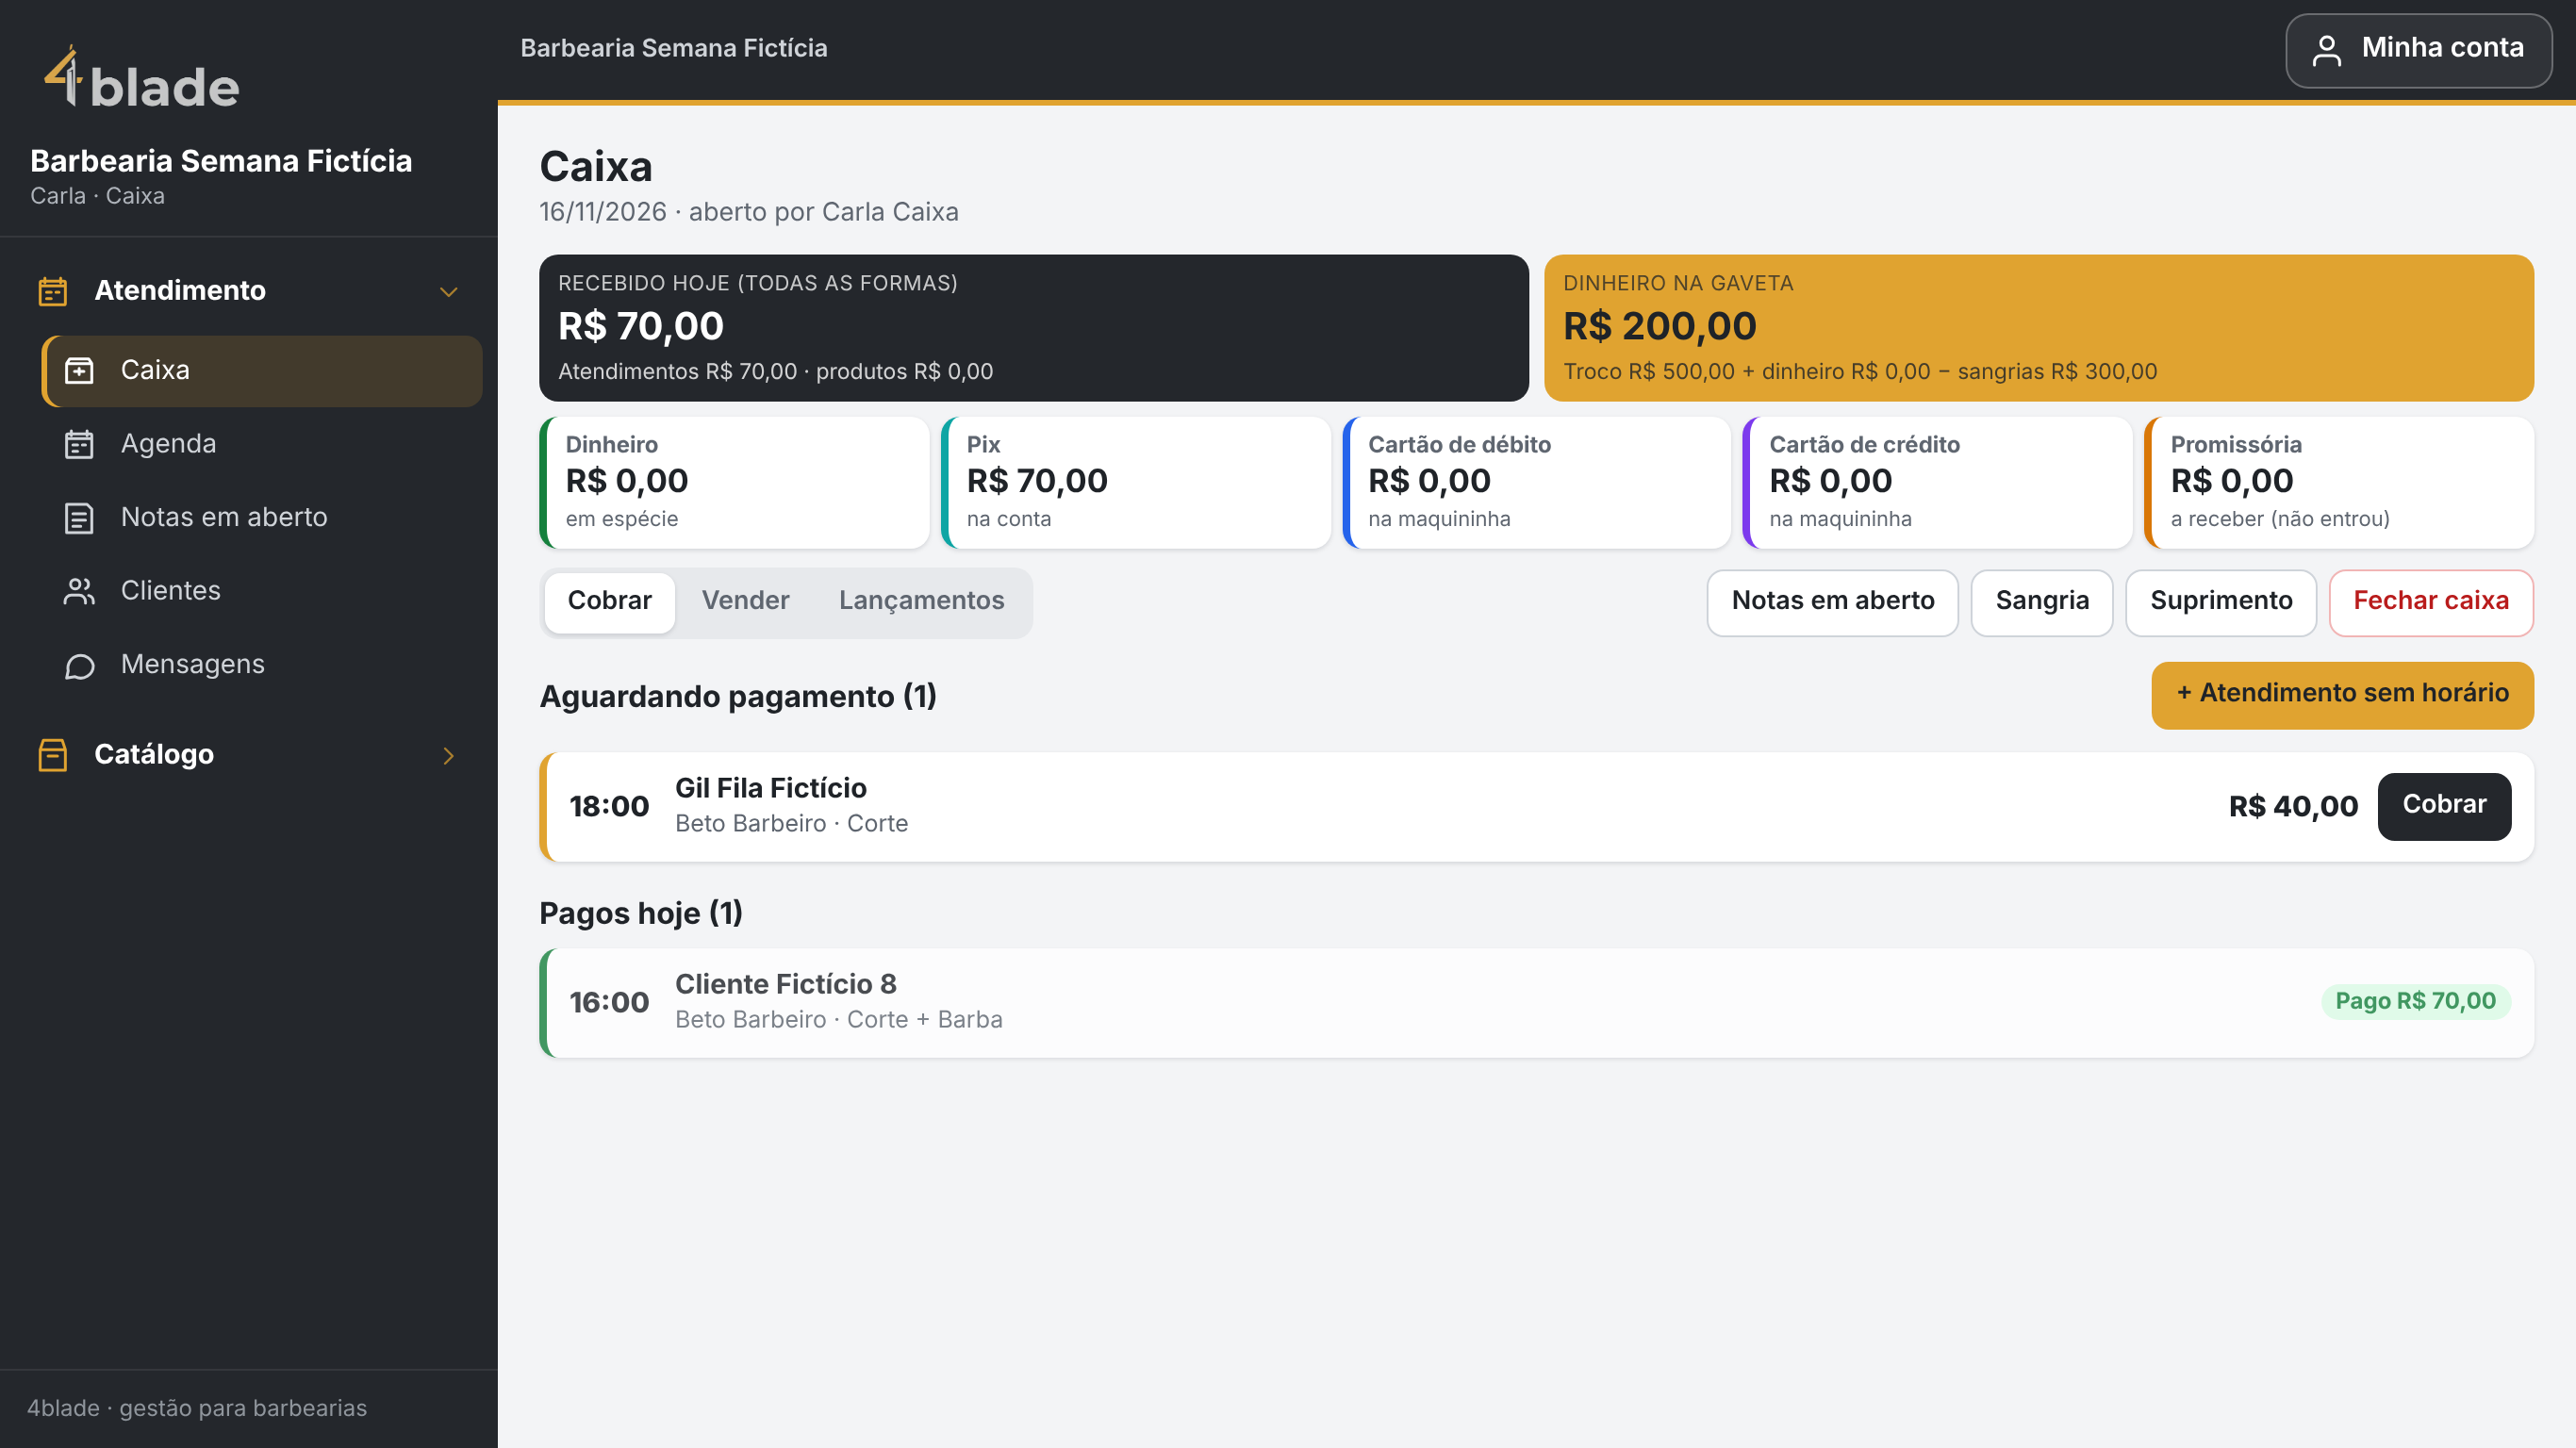 4blade
Barbearia Semana Fictícia
Carla · Caixa
Atendimento
Caixa
Agenda
Notas em aberto
Clientes
Mensagens
Catálogo
4blade · gestão para barbearias
Barbearia Semana Fictícia
Minha conta
Caixa
16/11/2026 · aberto por Carla Caixa
RECEBIDO HOJE (TODAS AS FORMAS)
R$ 70,00
Atendimentos R$ 70,00 · produtos R$ 0,00
DINHEIRO NA GAVETA
R$ 200,00
Troco R$ 500,00 + dinheiro R$ 0,00 − sangrias R$ 300,00
Dinheiro
R$ 0,00
em espécie
Pix
R$ 70,00
na conta
Cartão de débito
R$ 0,00
na maquininha
Cartão de crédito
R$ 0,00
na maquininha
Promissória
R$ 0,00
a receber (não entrou)
Cobrar
Vender
Lançamentos
Notas em aberto
Sangria
Suprimento
Fechar caixa
Aguardando pagamento (1)
+ Atendimento sem horário
18:00
Gil Fila Fictício
Beto Barbeiro · Corte
R$ 40,00
Cobrar
Pagos hoje (1)
16:00
Cliente Fictício 8
Beto Barbeiro · Corte + Barba
Pago R$ 70,00